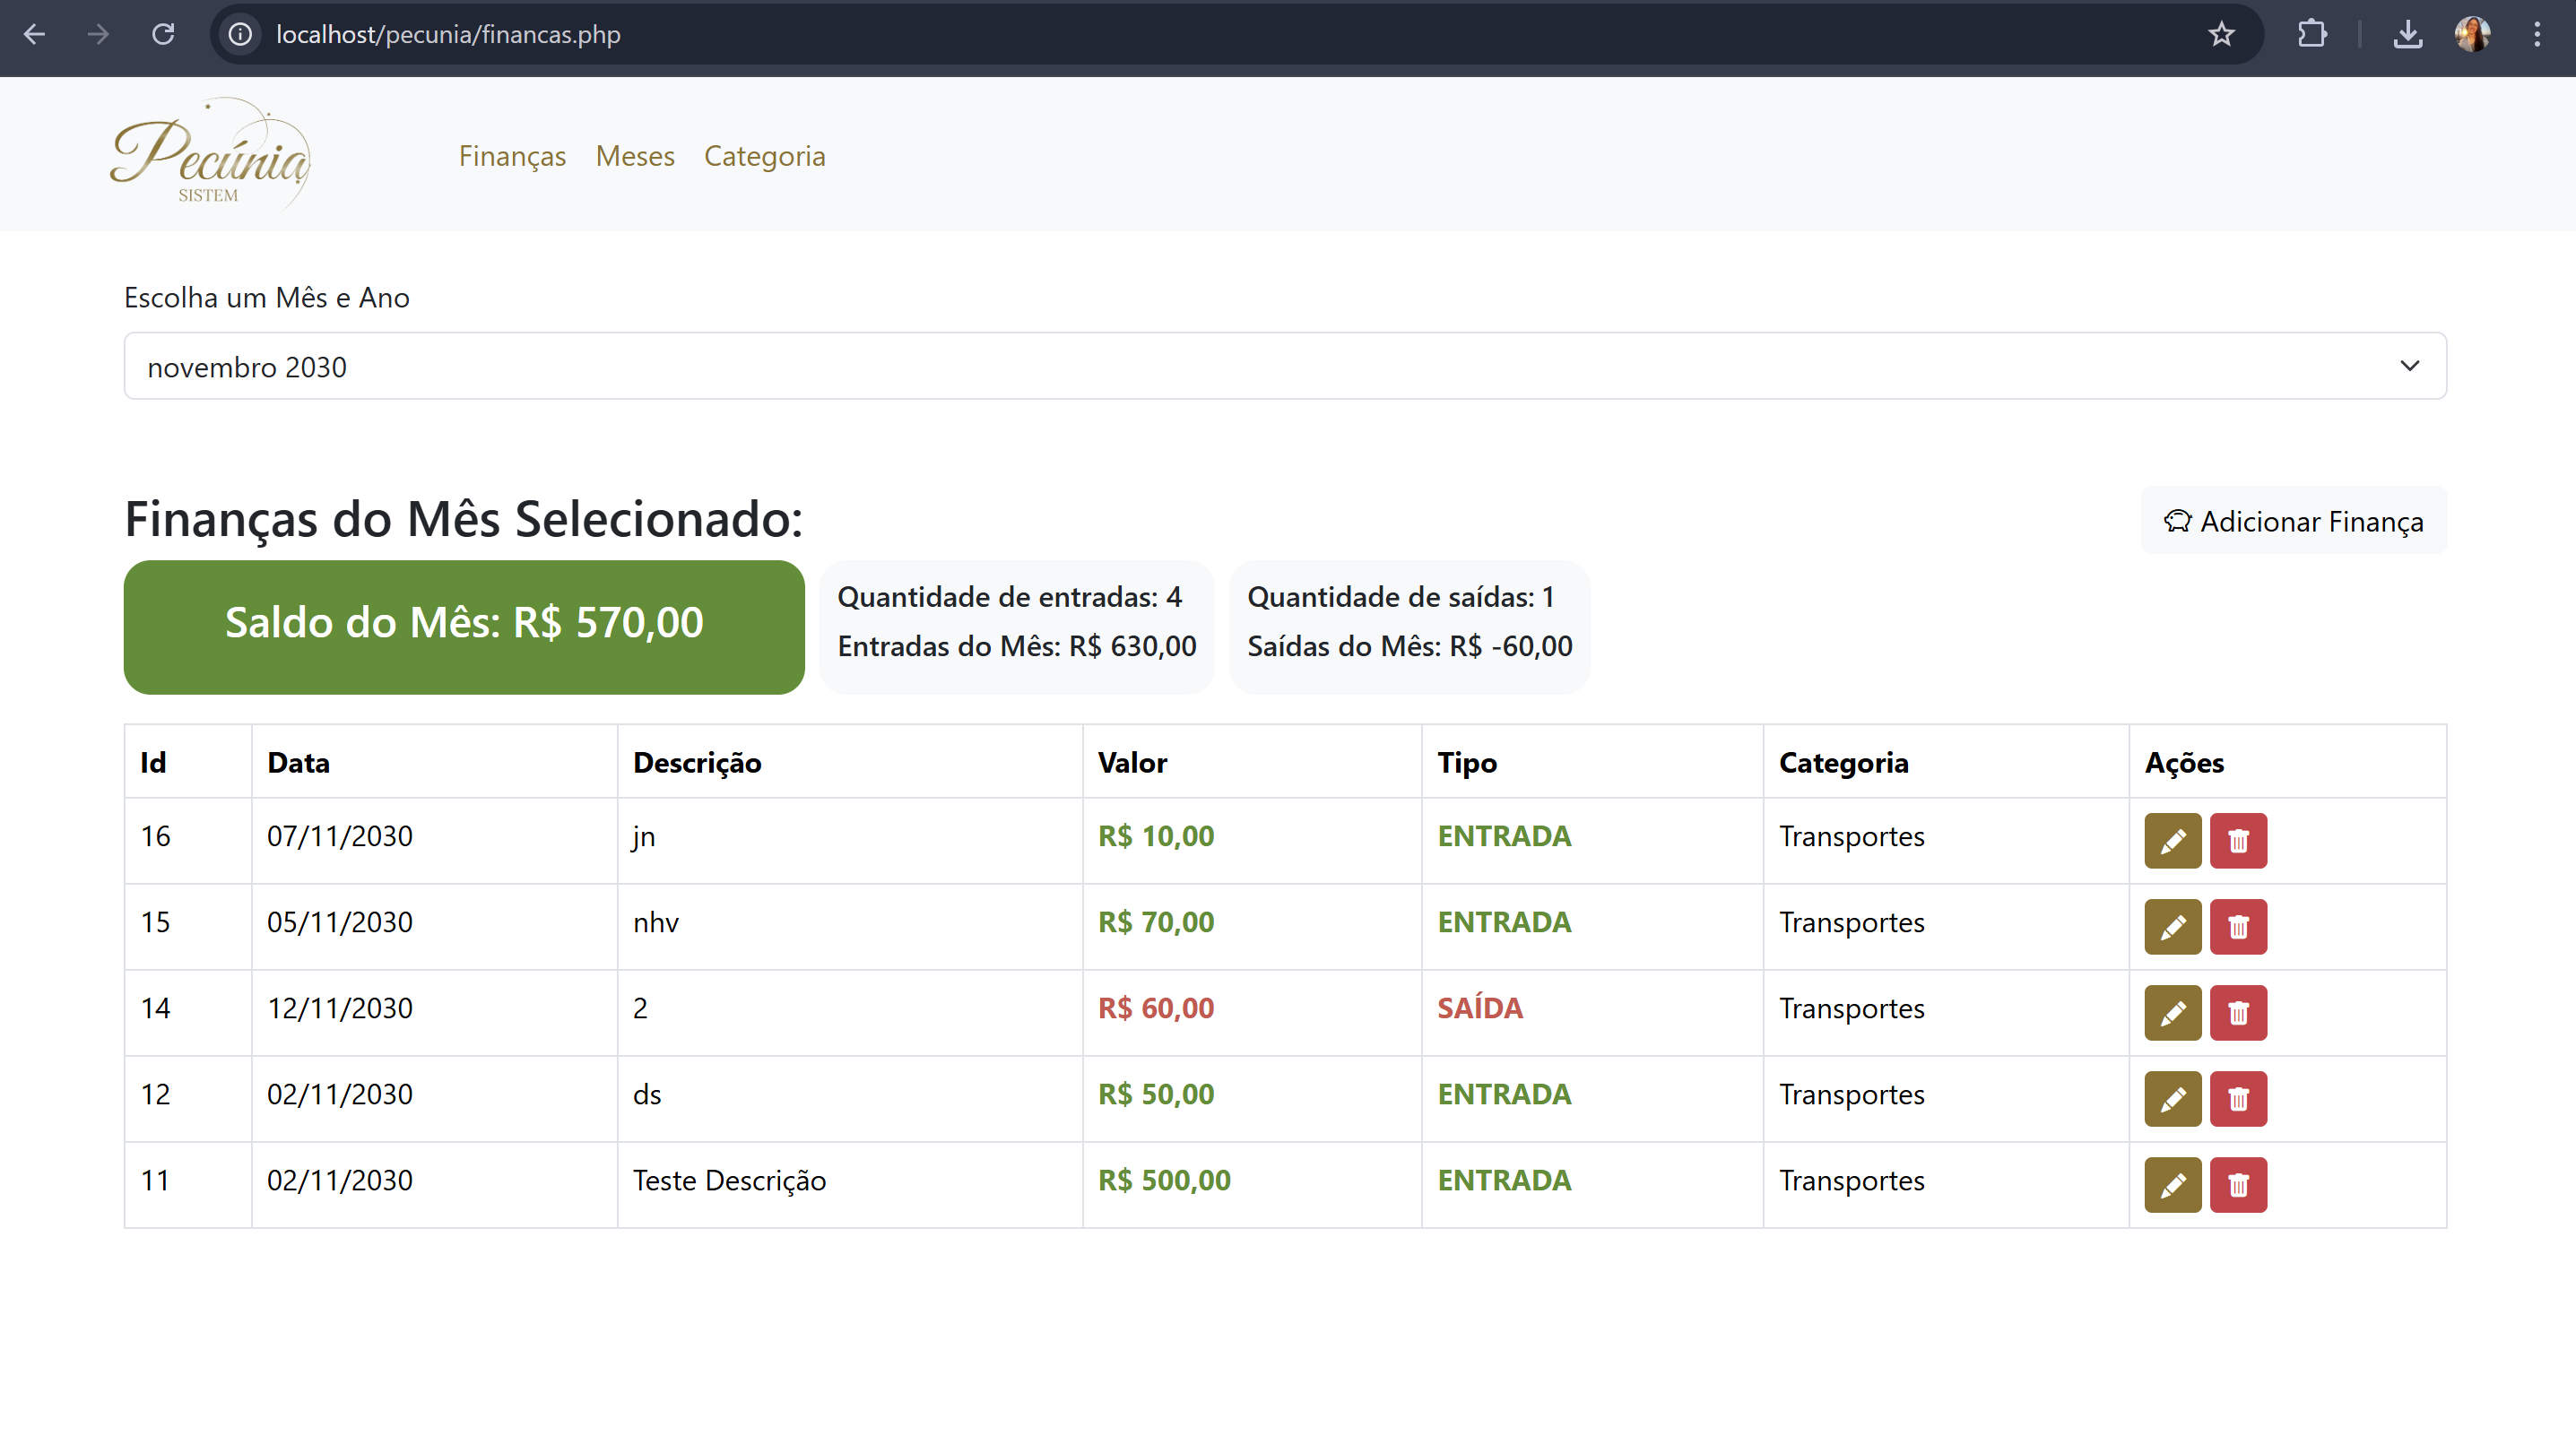 localhost/pecunia/financas.php
Pecúnia
SISTEM
Finanças Meses Categoria
Escolha um Mês e Ano
novembro 2030
Finanças do Mês Selecionado:
Adicionar Finança
Saldo do Mês: R$ 570,00
Quantidade de entradas: 4
Entradas do Mês: R$ 630,00
Quantidade de saídas: 1
Saídas do Mês: R$ -60,00
Id Data Descrição Valor Tipo Categoria Ações
16 07/11/2030 jn R$ 10,00 ENTRADA Transportes
15 05/11/2030 nhv R$ 70,00 ENTRADA Transportes
14 12/11/2030 2 R$ 60,00 SAÍDA Transportes
12 02/11/2030 ds R$ 50,00 ENTRADA Transportes
11 02/11/2030 Teste Descrição R$ 500,00 ENTRADA Transportes